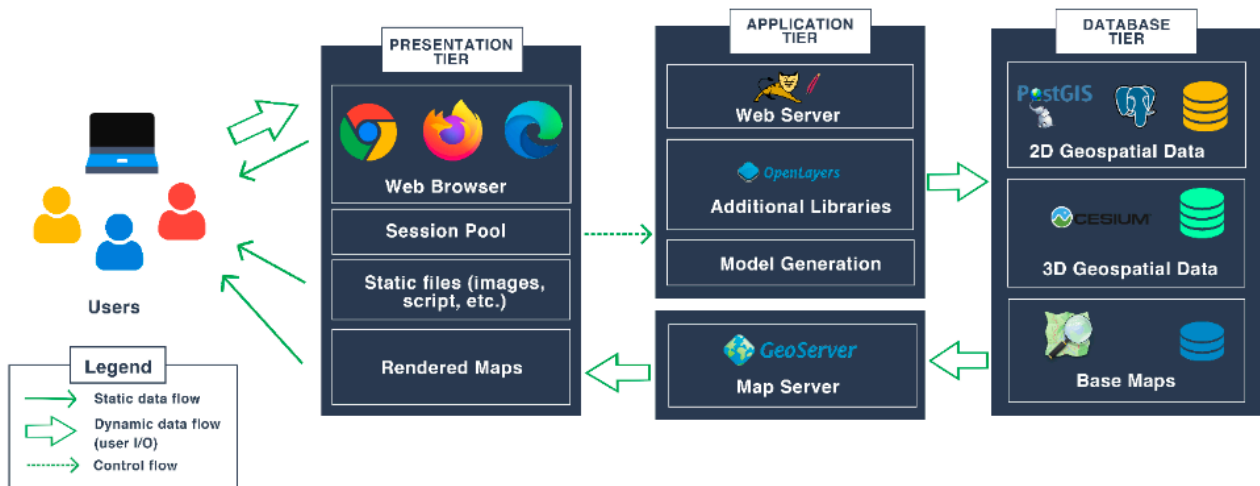 PRESENTATION
TIER
Web Browser
Session Pool
Static files (images,
script, etc.)
Rendered Maps
APPLICATION
TIER
Web Server
OpenLayers
Additional Libraries
Model Generation
GeoServer
Map Server
DATABASE
TIER
PostGIS
2D Geospatial Data
CESIUM
3D Geospatial Data
Base Maps
Users
Legend
Static data flow
Dynamic data flow
(user I/O)
Control flow